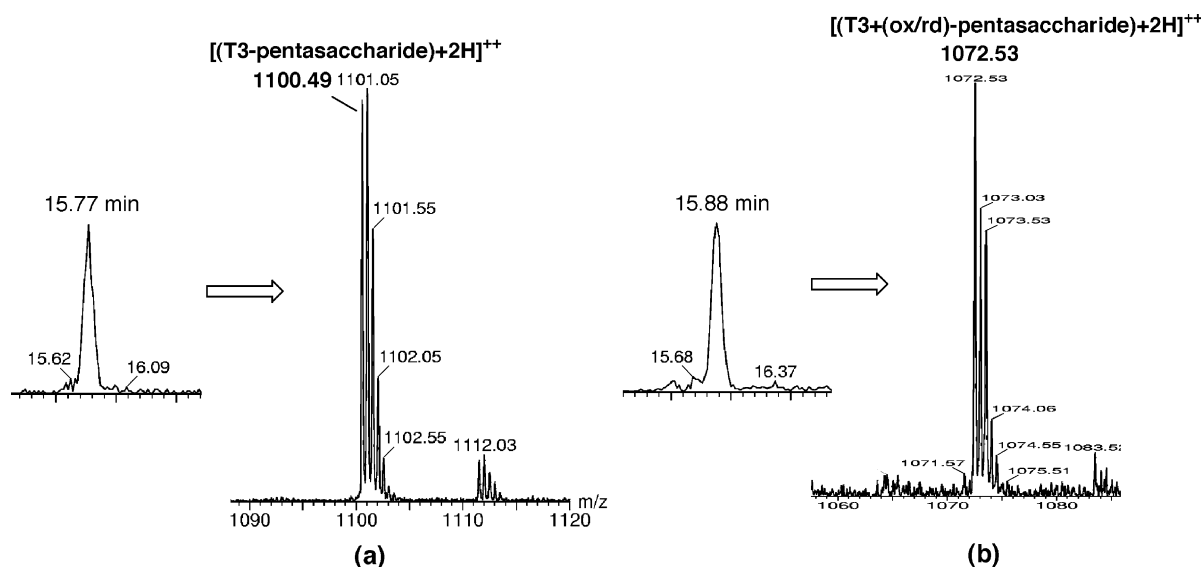 [(T3-pentasaccharide)+2H]++
1100.49 1101.05
15.77 min
1101.55
15.62
16.09
1102.05
1102.55
1112.03
1090 1100 1110 1120 m/z
(a)
[(T3+(ox/rd)-pentasaccharide)+2H]++
1072.53
1072.53
15.88 min
1073.03
1073.53
15.68
16.37
1074.06
1074.55
1071.57
1075.51
1083.52
1060 1070 1080
(b)